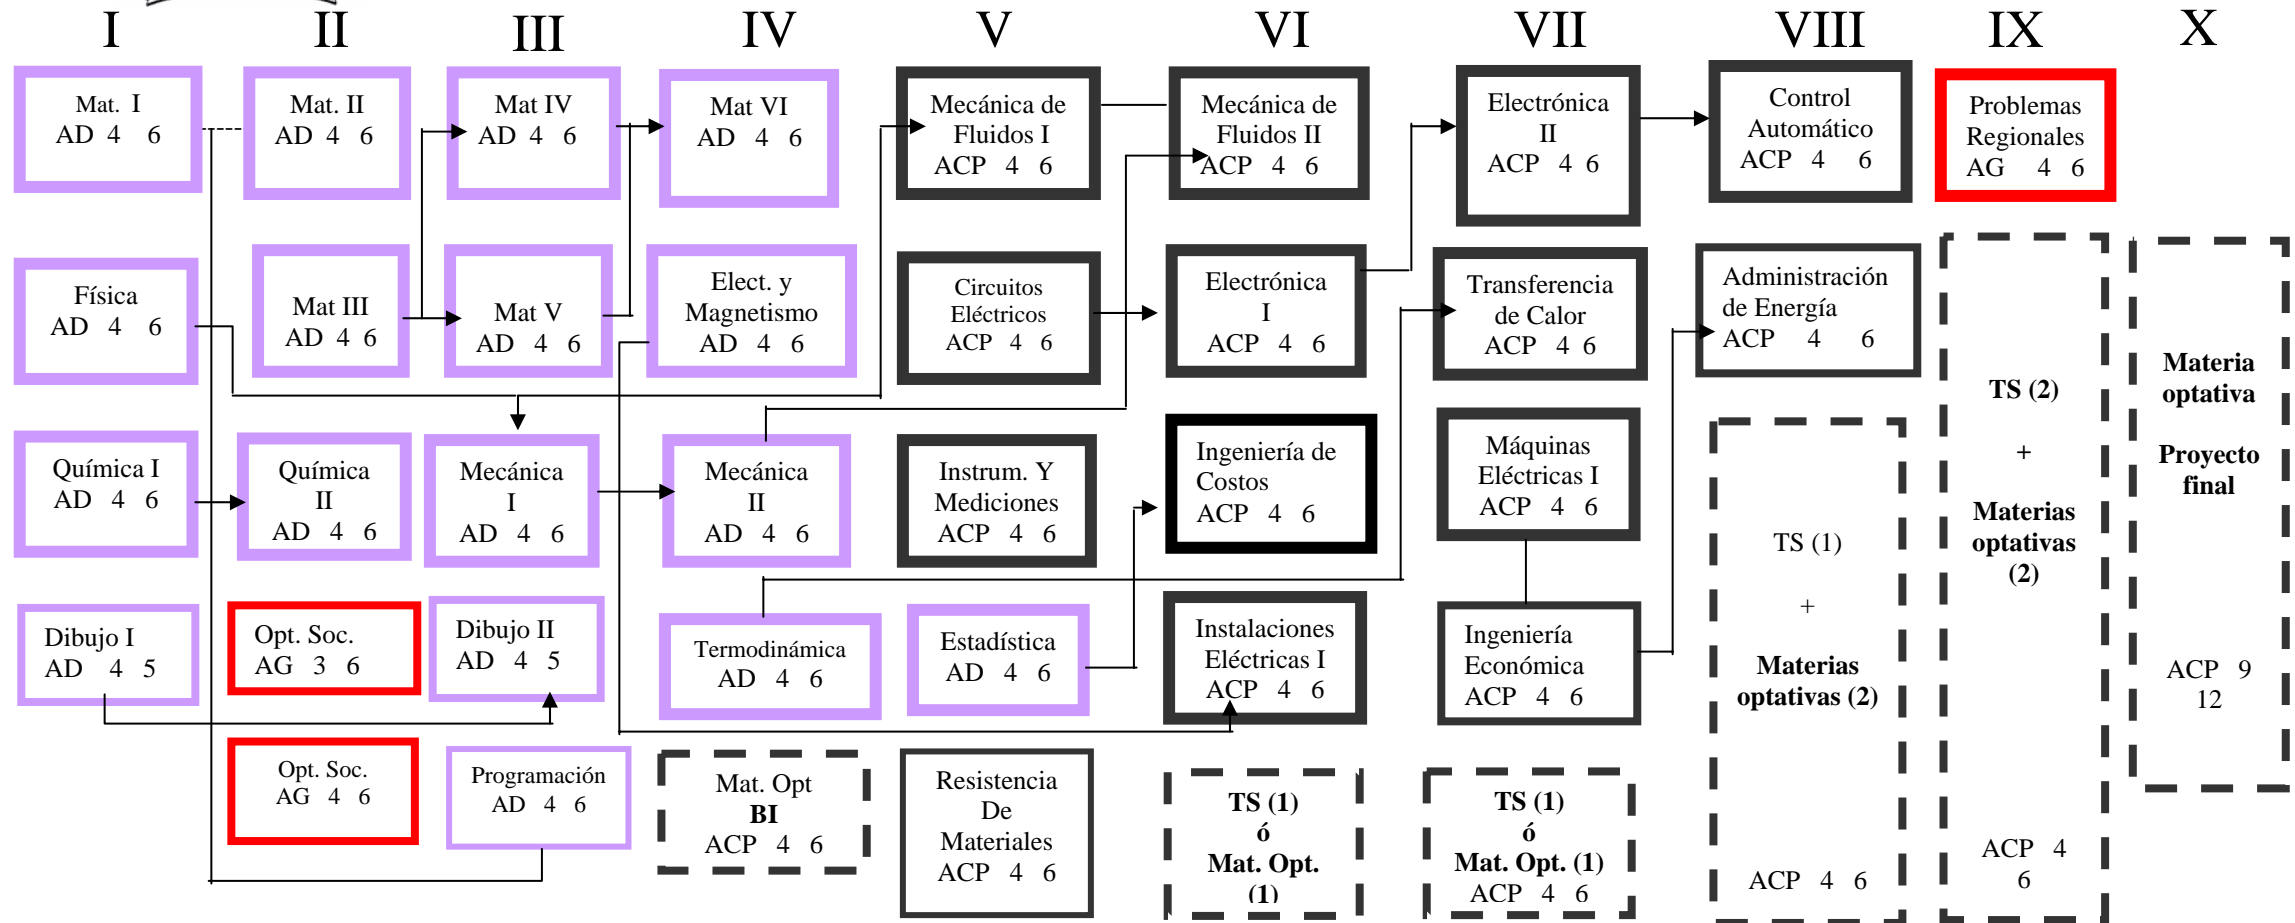 I
II
III
IV
V
VI
VII
VIII
IX
X
Mat. I
AD 4 6
Física
AD 4 6
Química I
AD 4 6
Dibujo I
AD 4 5
Mat. II
AD 4 6
Mat III
AD 4 6
Química
II
AD 4 6
Opt. Soc.
AG 3 6
Opt. Soc.
AG 4 6
Mat IV
AD 4 6
Mat V
AD 4 6
Mecánica
I
AD 4 6
Dibujo II
AD 4 5
Programación
AD 4 6
Mat VI
AD 4 6
Elect. y
Magnetismo
AD 4 6
Mecánica
II
AD 4 6
Termodinámica
AD 4 6
Mat. Opt
BI
ACP 4 6
Mecánica de
Fluidos I
ACP 4 6
Circuitos
Eléctricos
ACP 4 6
Instrum. Y
Mediciones
ACP 4 6
Estadística
AD 4 6
Resistencia
De
Materiales
ACP 4 6
Mecánica de
Fluidos II
ACP 4 6
Electrónica
I
ACP 4 6
Ingeniería de
Costos
ACP 4 6
Instalaciones
Eléctricas I
ACP 4 6
TS (1)
ó
Mat. Opt.
(1)
Electrónica
II
ACP 4 6
Transferencia
de Calor
ACP 4 6
Máquinas
Eléctricas I
ACP 4 6
Ingeniería
Económica
ACP 4 6
TS (1)
ó
Mat. Opt. (1)
ACP 4 6
Control
Automático
ACP 4 6
Administración
de Energía
ACP 4 6
TS (1)
+
Materias
optativas (2)
ACP 4 6
Problemas
Regionales
AG 4 6
TS (2)
+
Materias
optativas
(2)
ACP 4
6
Materia
optativa
Proyecto
final
ACP 9
12